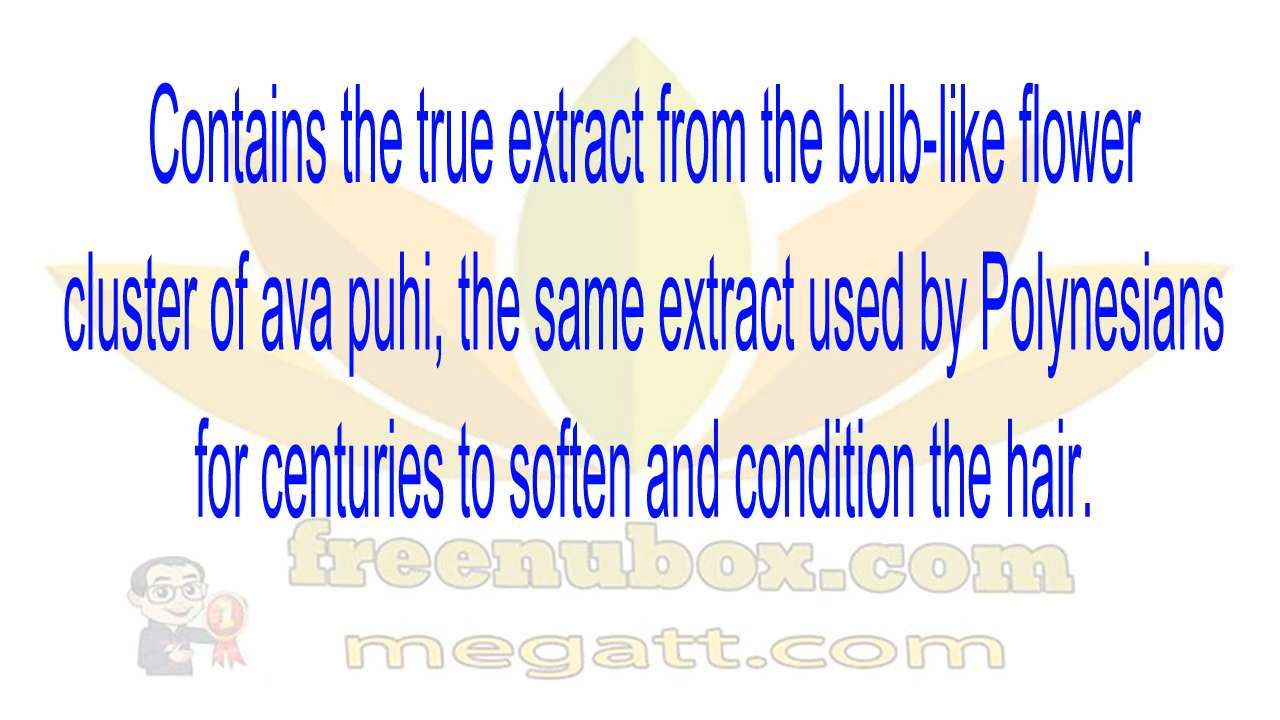 Contains the true extract from the bulb-like flower
cluster of ava puhi, the same extract used by Polynesians
for centuries to soften and condition the hair.
freenubox.com
1
megatt.com